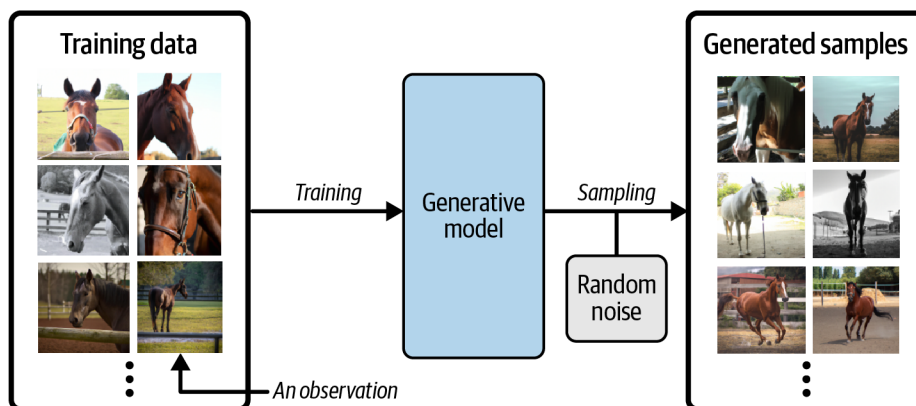 Training data
Generated samples
Training
Generative
model
Sampling
Random
noise
An observation